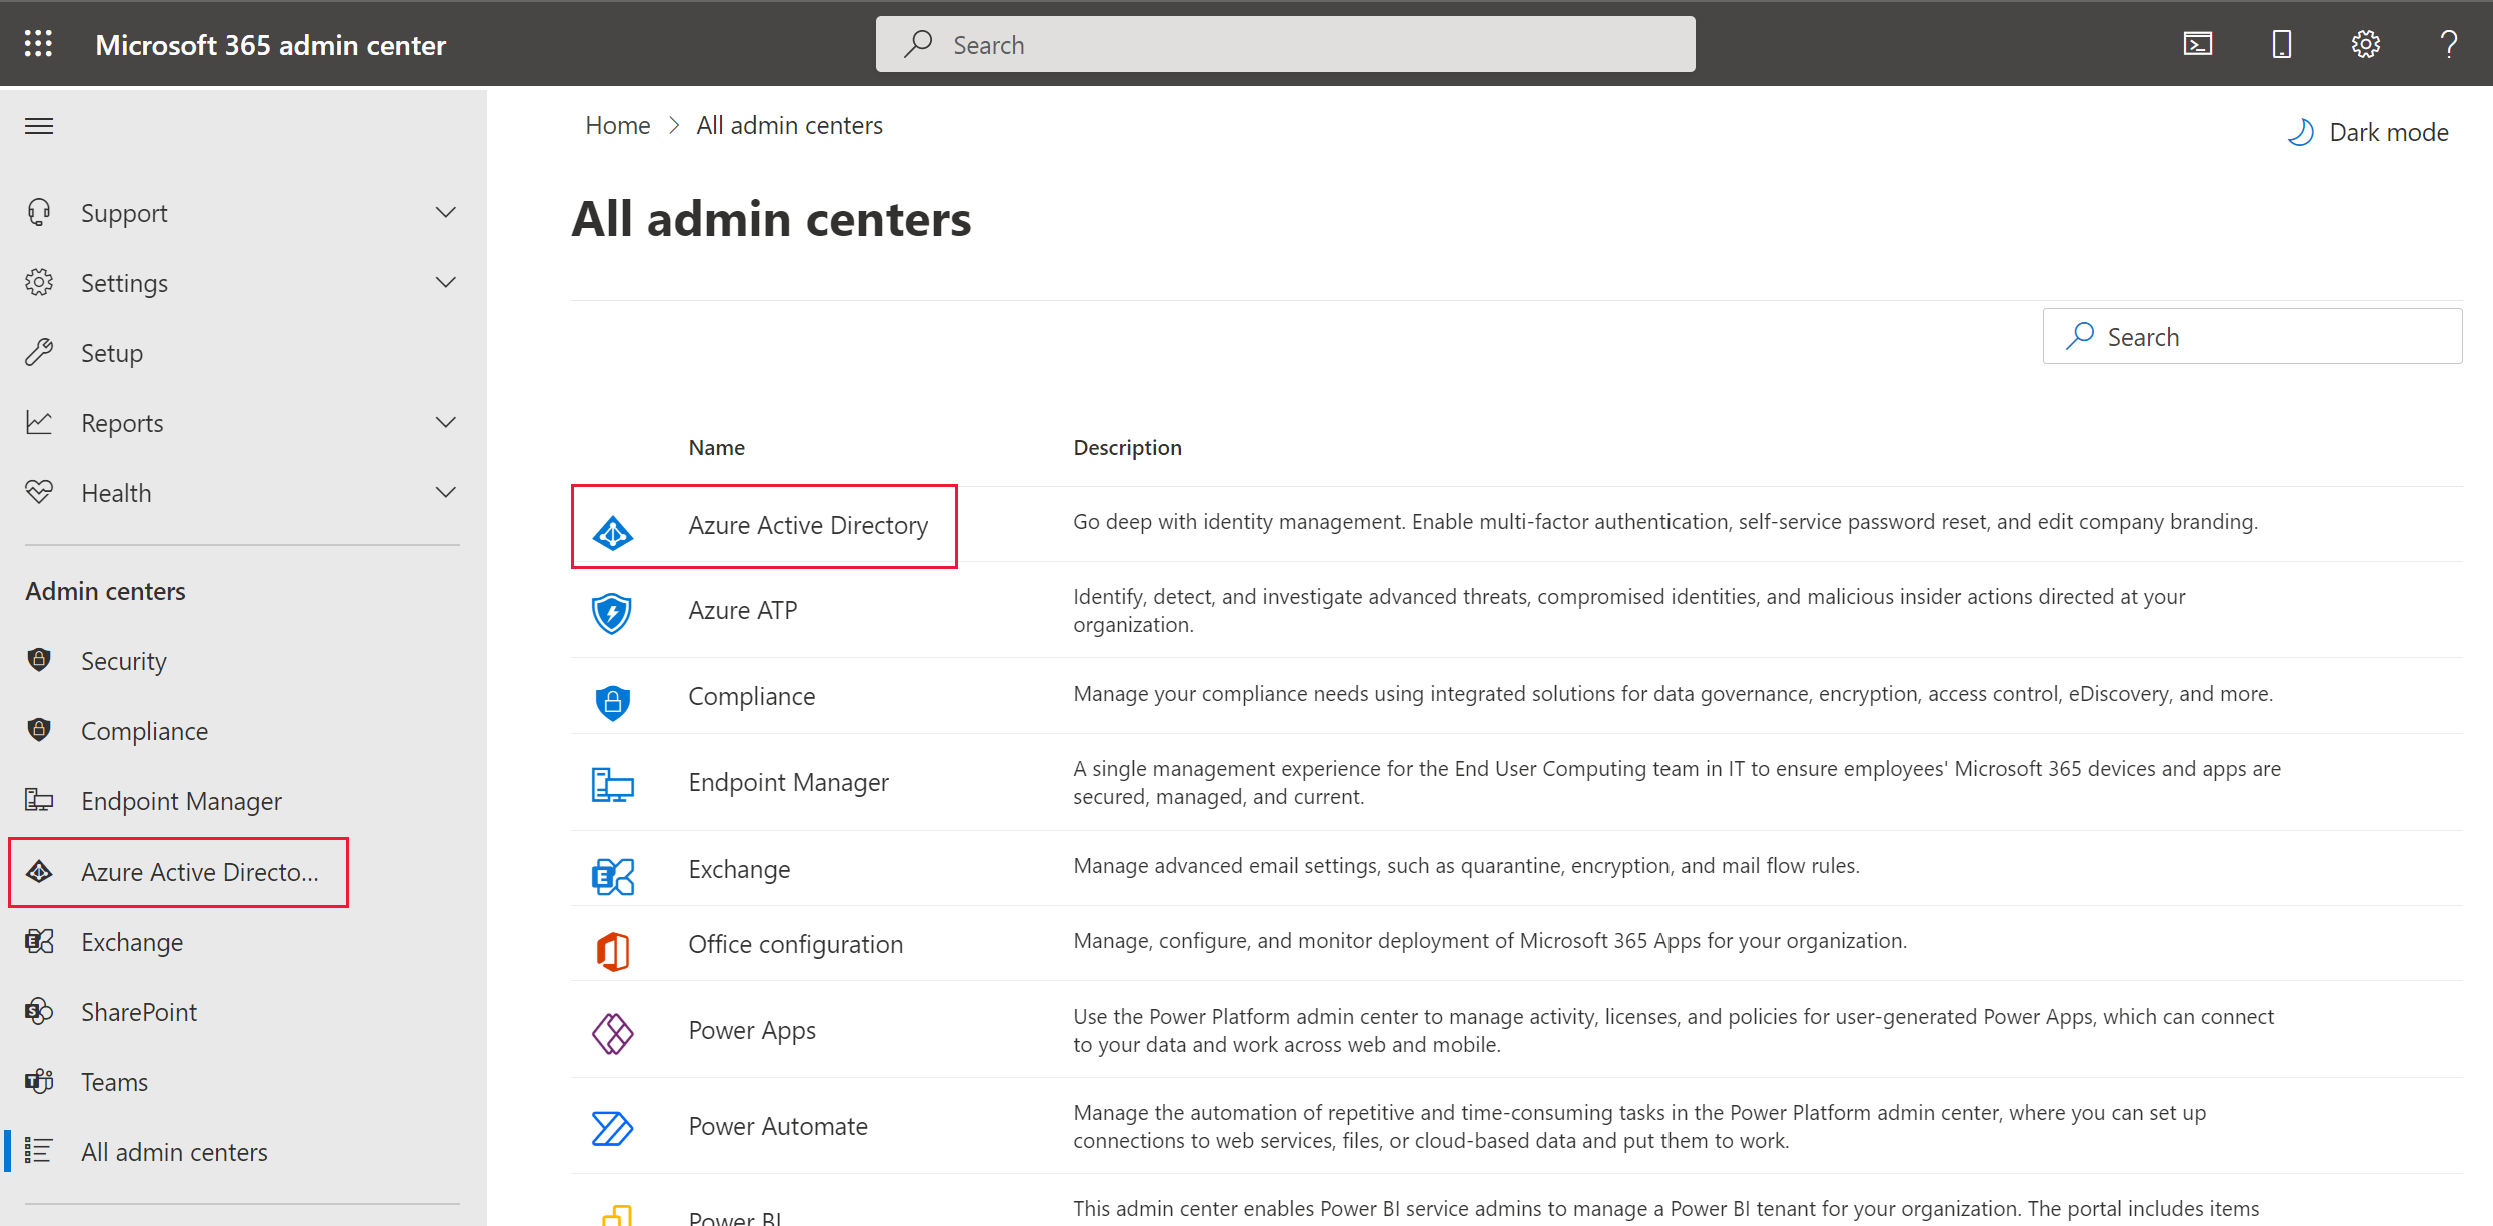 Microsoft 365 admin center
Search
Home > All admin centers
Dark mode
Support
Settings
Setup
Reports
Health
Admin centers
Security
Compliance
Endpoint Manager
Azure Active Directo...
Exchange
SharePoint
Teams
All admin centers
All admin centers
Search
Name Description
Azure Active Directory Go deep with identity management. Enable multi-factor authentication, self-service password reset, and edit company branding.
Azure ATP Identify, detect, and investigate advanced threats, compromised identities, and malicious insider actions directed at your
organization.
Compliance Manage your compliance needs using integrated solutions for data governance, encryption, access control, eDiscovery, and more.
Endpoint Manager A single management experience for the End User Computing team in IT to ensure employees' Microsoft 365 devices and apps are
secured, managed, and current.
Exchange Manage advanced email settings, such as quarantine, encryption, and mail flow rules.
Office configuration Manage, configure, and monitor deployment of Microsoft 365 Apps for your organization.
Power Apps Use the Power Platform admin center to manage activity, licenses, and policies for user-generated Power Apps, which can connect
to your data and work across web and mobile.
Power Automate Manage the automation of repetitive and time-consuming tasks in the Power Platform admin center, where you can set up
connections to web services, files, or cloud-based data and put them to work.
Power BI This admin center enables Power BI service admins to manage a Power BI tenant for your organization. The portal includes items